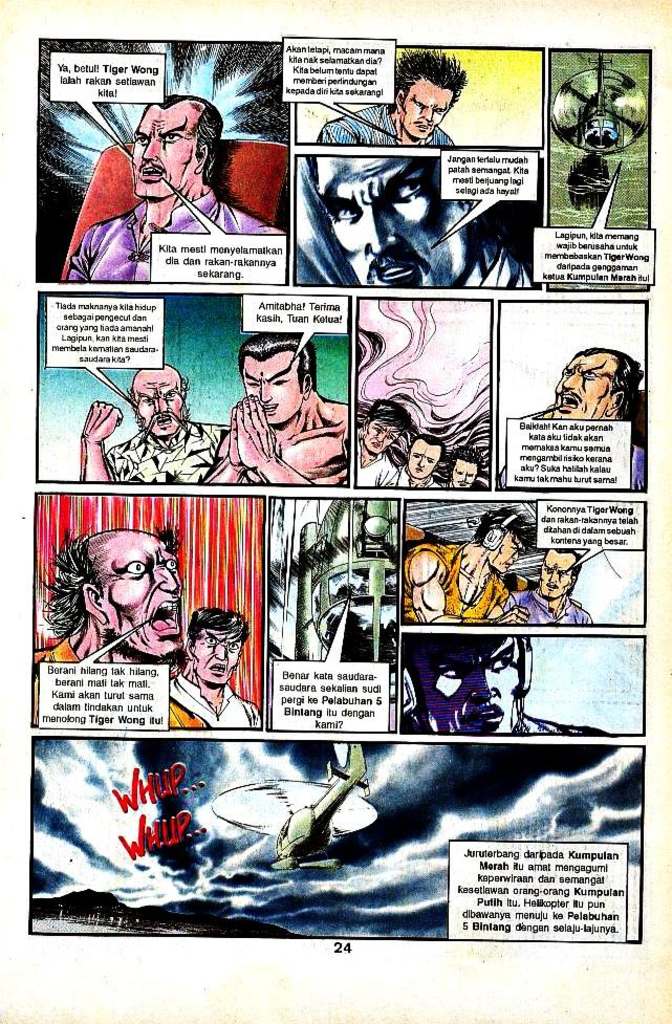 Ya, betul! Tiger Wong
ialah rakan setiawan
kita!
Kita mesti menyelamatkan
dia dan rakan-rakannya
sekarang.
Akan tetapi, macam mana
kita nak selamatkan dia?
Kita belum tentu dapat
memberi perlindungan
kepada diri kita sekarang!
Jangan terlalu mudah
patah semangat. Kita
mesti berjuang lagi
selagi ada hayat!
Lagipun, kita memang
wajib berusaha untuk
membebaskan Tiger Wong
daripada genggaman
ketua Kumpulan Merah itu!
Tiada maknanya kita hidup
sebagai pengecut dan
orang yang tiada amanah!
Lagipun, kan kita mesti
membela kematian saudara-
saudara kita?
Amitabha! Terima
kasih, Tuan Ketua!
Baiklah! Kan aku pernah
kata aku tidak akan
memaksa kamu turut
mengambil risiko kerana
aku? Suka hatilah kalau
kamu tak mahu turut sama!
Berani hilang tak hilang,
berani mati tak mati.
Kami akan turut sama
dalam tindakan untuk
menolong Tiger Wong itu!
Benar kata saudara-
saudara sekalian sudi
pergi ke Pelabuhan 5
Bintang itu dengan
kami?
Kononnya Tiger Wong
dan rakan-rakannya telah
ditahan di dalam sebuah
kontena yang besar.
WHUP...
WHUP...
Juruterbang daripada Kumpulan
Merah itu amat mengagumi
keperwiraan dan semangat
kesetiawan orang-orang Kumpulan
Putih itu. Helikopter itu pun
dibawanya menuju ke Pelabuhan
5 Bintang dengan selaju-lajunya.
24